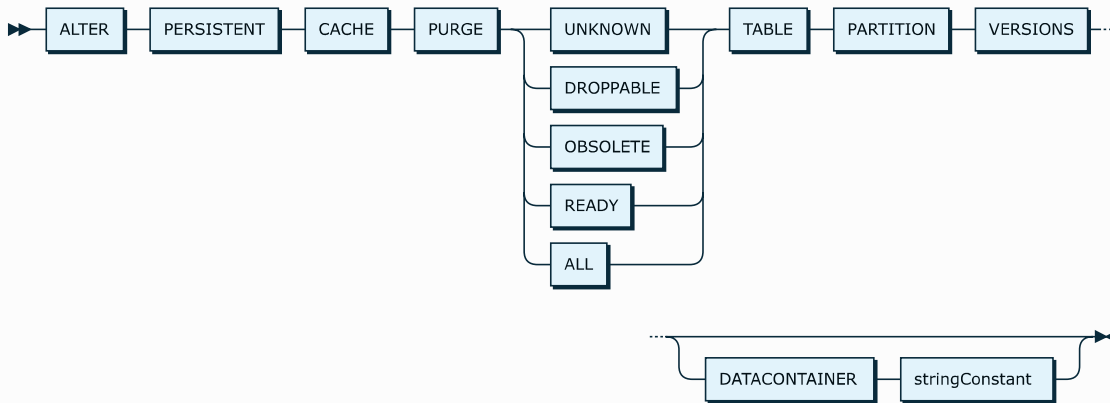 ALTER PERSISTENT CACHE PURGE UNKNOWN TABLE PARTITION VERSIONS
DROPPABLE
OBSOLETE
READY
ALL
DATACONTAINER stringConstant